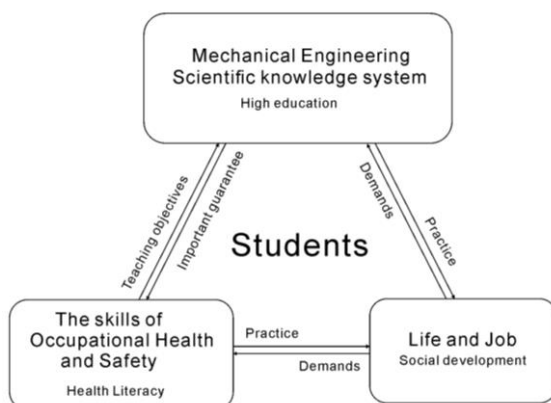 Mechanical Engineering
Scientific knowledge system
High education
Teaching objectives
Important guarantee
Demands
Practice
Students
The skills of
Occupational Health
and Safety
Health Literacy
Practice
Demands
Life and Job
Social development